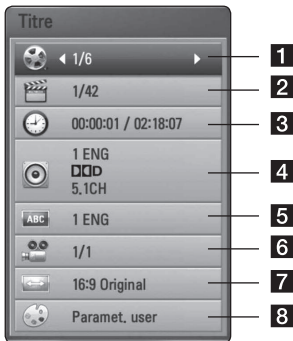 Titre
1/6
1
1/42
2
00:00:01 / 02:18:07
3
1 ENG
D
5.1CH
4
ABC
1 ENG
5
1/1
6
16:9 Original
7
Paramet. user
8